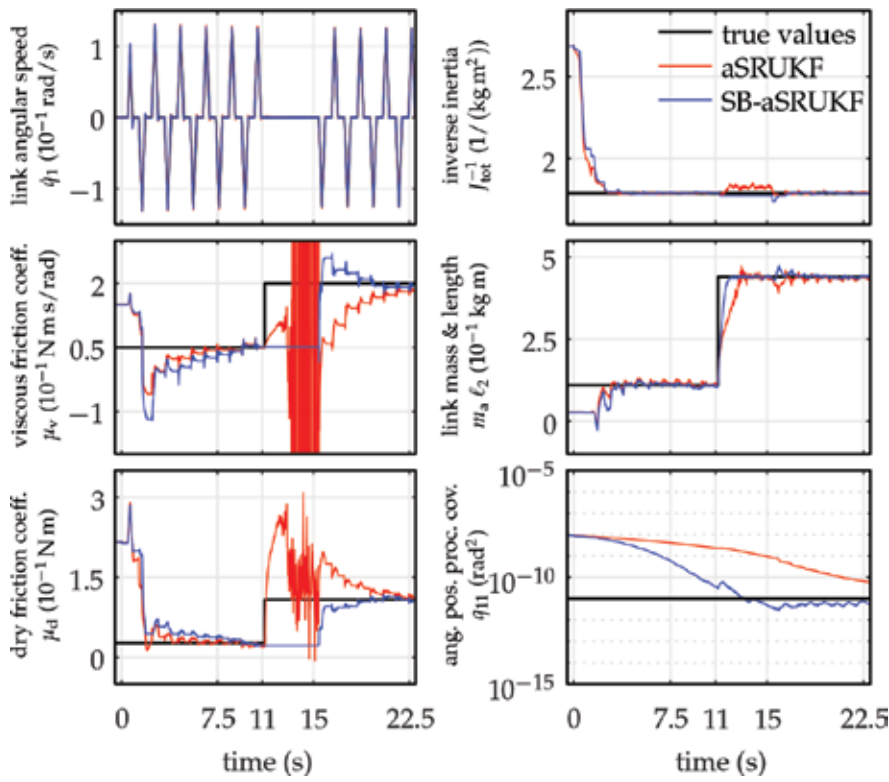 link angular speed
q̇₁ (10⁻¹ rad/s)
1
0
−1
inverse inertia
J⁻¹tot (1/(kg m²))
2.5
2
true values
aSRUKF
SB-aSRUKF
viscous friction coeff.
μᵥ (10⁻¹ N m s/rad)
2
0.5
−1
link mass & length
mₐ ℓ₂ (10⁻¹ kg m)
5
2.5
0
dry friction coeff.
μ_d (10⁻¹ N m)
3
1.5
0
ang. pos. proc. cov.
q₁₁ (rad²)
10⁻⁵
10⁻¹⁰
10⁻¹⁵
0 7.5 11 15 22.5
time (s)
0 7.5 11 15 22.5
time (s)